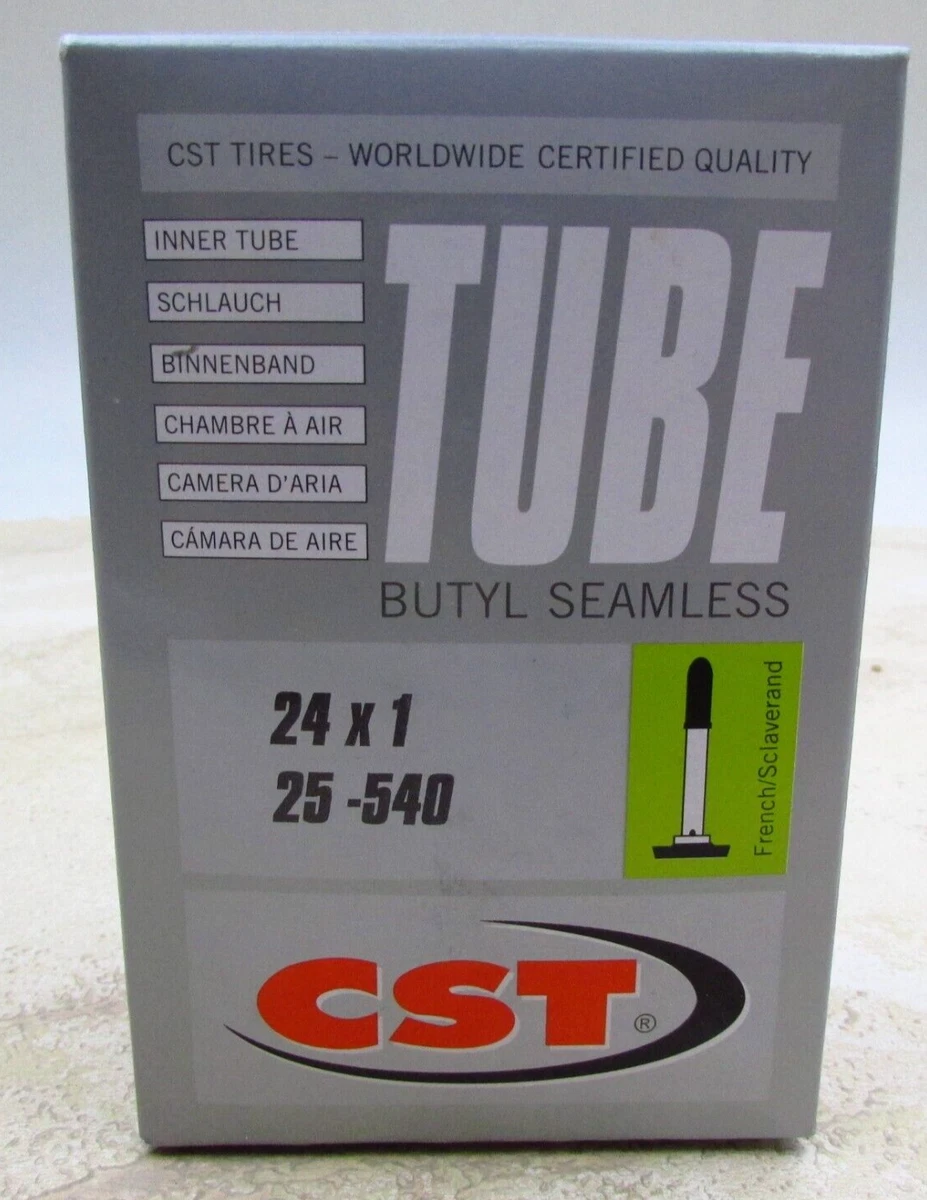 CST TIRES – WORLDWIDE CERTIFIED QUALITY
INNER TUBE
SCHLAUCH
BINNENBAND
CHAMBRE À AIR
CAMERA D'ARIA
CÁMARA DE AIRE
TUBE
BUTYL SEAMLESS
24 x 1
25 -540
French/Sclaverand
CST ®